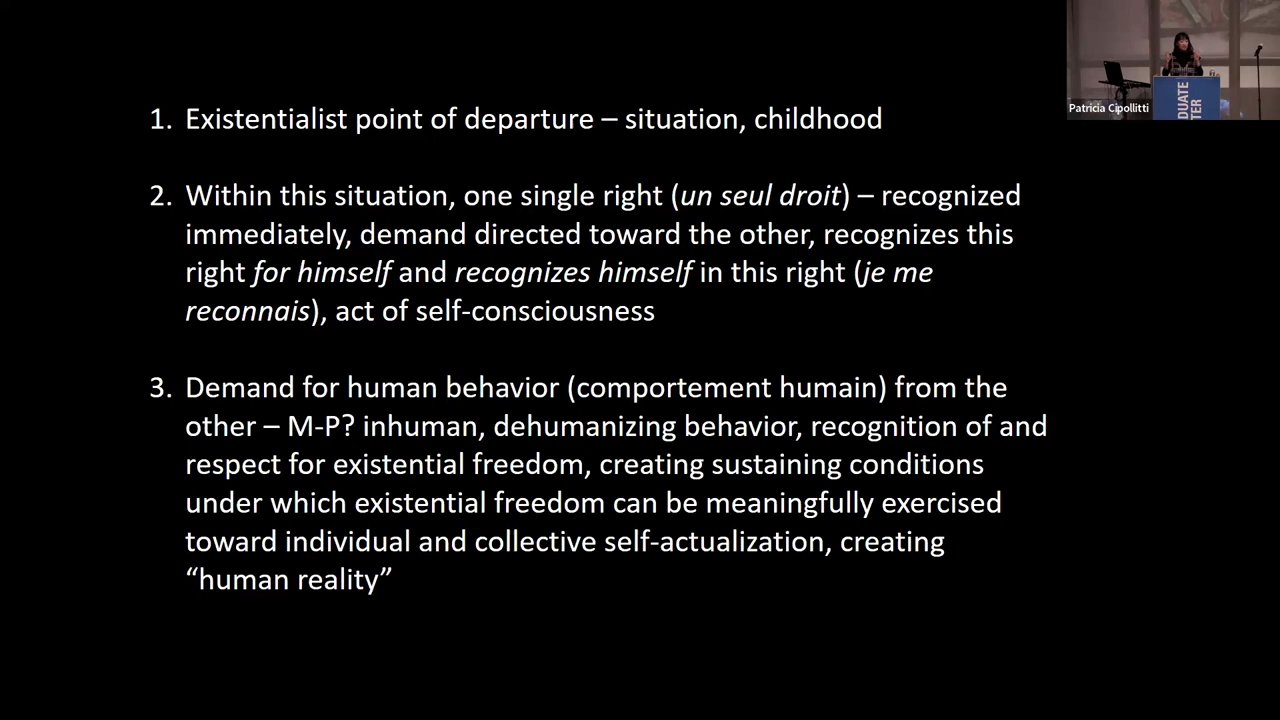 1. Existentialist point of departure – situation, childhood
2. Within this situation, one single right (un seul droit) – recognized
immediately, demand directed toward the other, recognizes this
right for himself and recognizes himself in this right (je me
reconnais), act of self-consciousness
3. Demand for human behavior (comportement humain) from the
other – M-P? inhuman, dehumanizing behavior, recognition of and
respect for existential freedom, creating sustaining conditions
under which existential freedom can be meaningfully exercised
toward individual and collective self-actualization, creating
“human reality”
Patricia Cipollitti
DUATE
TER